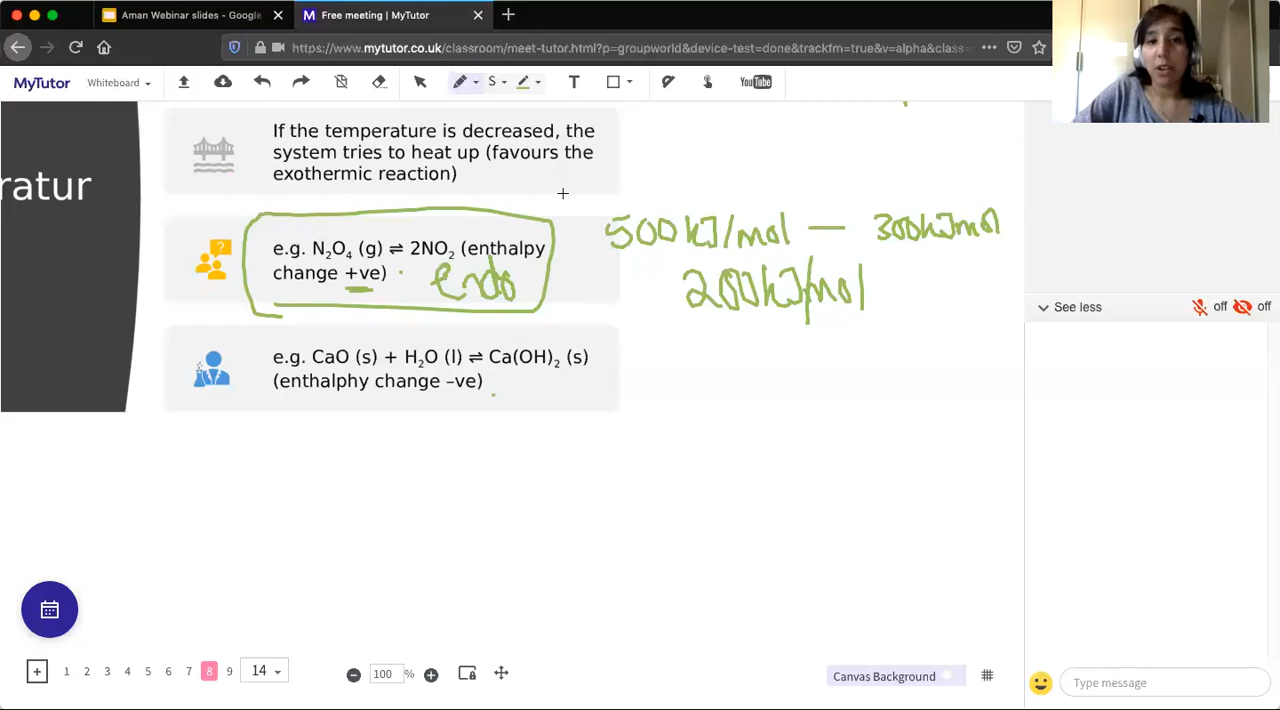 Aman Webinar slides - Google
Free meeting | MyTutor
https://www.mytutor.co.uk/classroom/meet-tutor.html?p=groupworld&device-test=done&trackfm=true&v=alpha&class=
MyTutor
Whiteboard
S
T
YouTube
ratur
If the temperature is decreased, the
system tries to heat up (favours the
exothermic reaction)
e.g. N₂O₄ (g) ⇌ 2NO₂ (enthalpy
change +ve)
endo
500kJ/mol — 300kJmol
200kJ/mol
e.g. CaO (s) + H₂O (l) ⇌ Ca(OH)₂ (s)
(enthalphy change –ve)
See less
off
off
1 2 3 4 5 6 7 8 9 14
100 %
Canvas Background
Type message